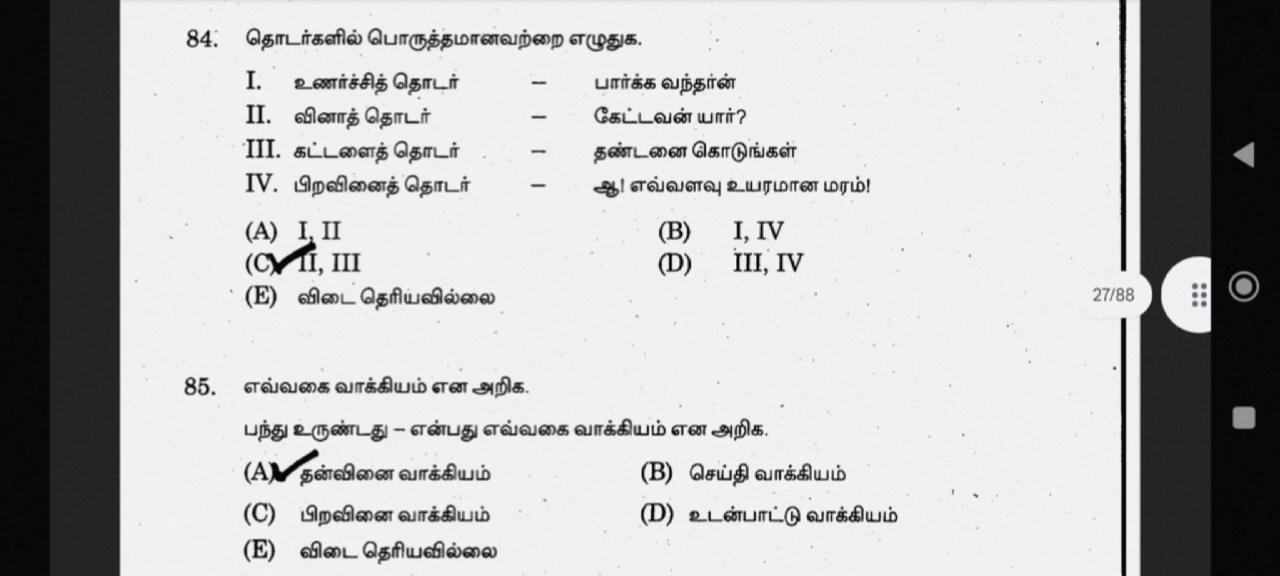 84. தொடர்களில் பொருத்தமானவற்றை எழுதுக.
I. உணர்ச்சித் தொடர் – பார்க்க வந்தான்
II. வினாத் தொடர் – கேட்டவன் யார்?
III. கட்டளைத் தொடர் – தண்டனை கொடுங்கள்
IV. பிறவினைத் தொடர் – ஆ! எவ்வளவு உயரமான மரம்!
(A) I, II (B) I, IV
(C) II, III (D) III, IV
(E) விடை தெரியவில்லை
27/88
85. எவ்வகை வாக்கியம் என அறிக.
பந்து உருண்டது – என்பது எவ்வகை வாக்கியம் என அறிக.
(A) தன்வினை வாக்கியம் (B) செய்தி வாக்கியம்
(C) பிறவினை வாக்கியம் (D) உடன்பாட்டு வாக்கியம்
(E) விடை தெரியவில்லை